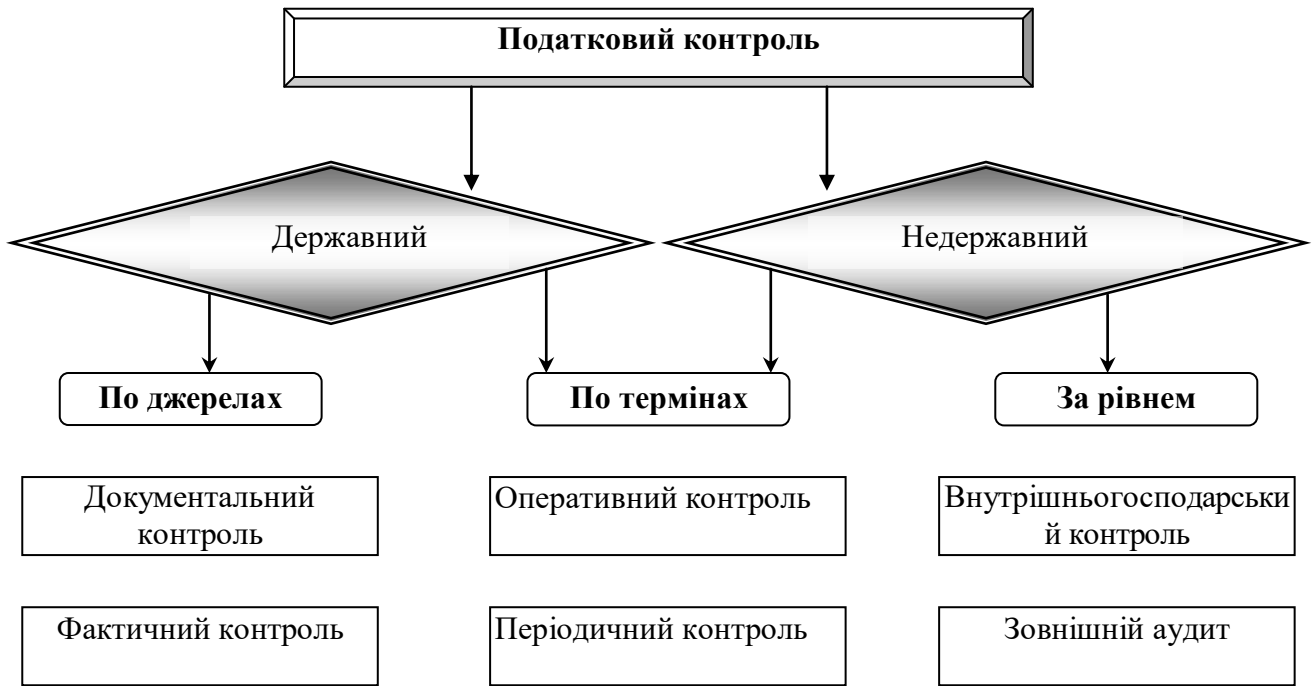 Податковий контроль
Державний
Недержавний
По джерелах
По термінах
За рівнем
Документальний
контроль
Оперативний контроль
Внутрішньогосподарськи
й контроль
Фактичний контроль
Періодичний контроль
Зовнішній аудит